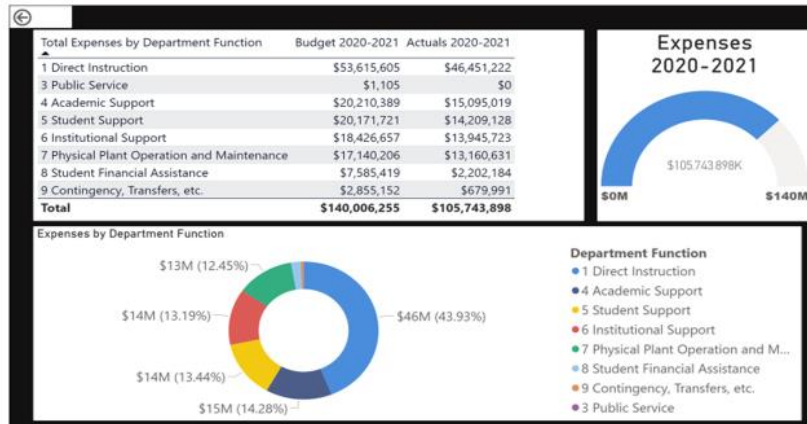 Total Expenses by Department Function Budget 2020-2021 Actuals 2020-2021
1 Direct Instruction $53,615,605 $46,451,222
3 Public Service $1,105 $0
4 Academic Support $20,210,389 $15,095,019
5 Student Support $20,171,721 $14,209,128
6 Institutional Support $18,426,657 $13,945,723
7 Physical Plant Operation and Maintenance $17,140,206 $13,160,631
8 Student Financial Assistance $7,585,419 $2,202,184
9 Contingency, Transfers, etc. $2,855,152 $679,991
Total $140,006,255 $105,743,898
Expenses
2020-2021
$105.743.898K
$0M $140M
Expenses by Department Function
$13M (12.45%)
$14M (13.19%)
$14M (13.44%)
$15M (14.28%)
$46M (43.93%)
Department Function
1 Direct Instruction
4 Academic Support
5 Student Support
6 Institutional Support
7 Physical Plant Operation and M...
8 Student Financial Assistance
9 Contingency, Transfers, etc.
3 Public Service